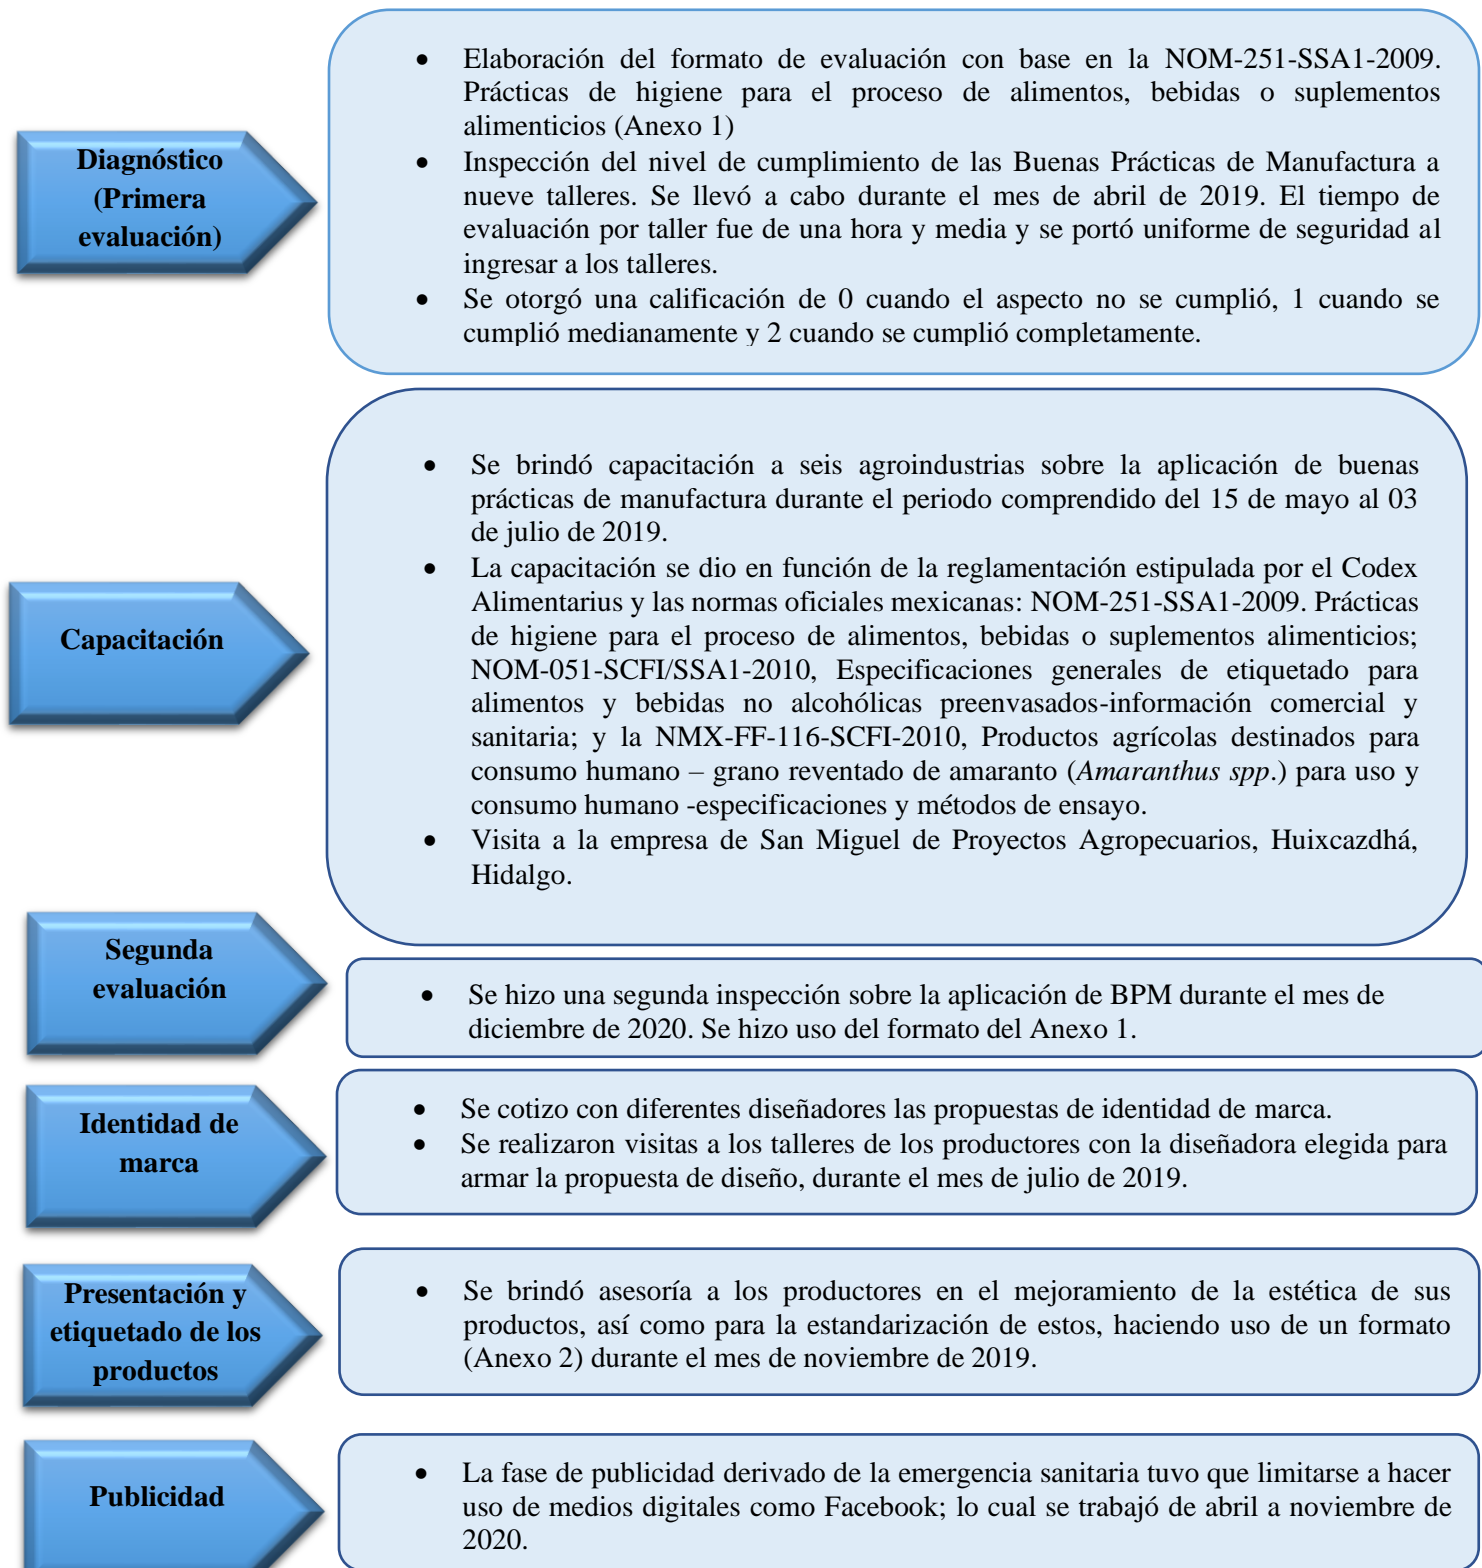 Diagnóstico
(Primera
evaluación)
• Elaboración del formato de evaluación con base en la NOM-251-SSA1-2009.
Prácticas de higiene para el proceso de alimentos, bebidas o suplementos
alimenticios (Anexo 1)
• Inspección del nivel de cumplimiento de las Buenas Prácticas de Manufactura a
nueve talleres. Se llevó a cabo durante el mes de abril de 2019. El tiempo de
evaluación por taller fue de una hora y media y se portó uniforme de seguridad al
ingresar a los talleres.
• Se otorgó una calificación de 0 cuando el aspecto no se cumplió, 1 cuando se
cumplió medianamente y 2 cuando se cumplió completamente.
Capacitación
• Se brindó capacitación a seis agroindustrias sobre la aplicación de buenas
prácticas de manufactura durante el periodo comprendido del 15 de mayo al 03
de julio de 2019.
• La capacitación se dio en función de la reglamentación estipulada por el Codex
Alimentarius y las normas oficiales mexicanas: NOM-251-SSA1-2009. Prácticas
de higiene para el proceso de alimentos, bebidas o suplementos alimenticios;
NOM-051-SCFI/SSA1-2010, Especificaciones generales de etiquetado para
alimentos y bebidas no alcohólicas preenvasados-información comercial y
sanitaria; y la NMX-FF-116-SCFI-2010, Productos agrícolas destinados para
consumo humano – grano reventado de amaranto (Amaranthus spp.) para uso y
consumo humano -especificaciones y métodos de ensayo.
• Visita a la empresa de San Miguel de Proyectos Agropecuarios, Huixcazdhá,
Hidalgo.
Segunda
evaluación
• Se hizo una segunda inspección sobre la aplicación de BPM durante el mes de
diciembre de 2020. Se hizo uso del formato del Anexo 1.
Identidad de
marca
• Se cotizo con diferentes diseñadores las propuestas de identidad de marca.
• Se realizaron visitas a los talleres de los productores con la diseñadora elegida para
armar la propuesta de diseño, durante el mes de julio de 2019.
Presentación y
etiquetado de los
productos
• Se brindó asesoría a los productores en el mejoramiento de la estética de sus
productos, así como para la estandarización de estos, haciendo uso de un formato
(Anexo 2) durante el mes de noviembre de 2019.
Publicidad
• La fase de publicidad derivado de la emergencia sanitaria tuvo que limitarse a hacer
uso de medios digitales como Facebook; lo cual se trabajó de abril a noviembre de
2020.